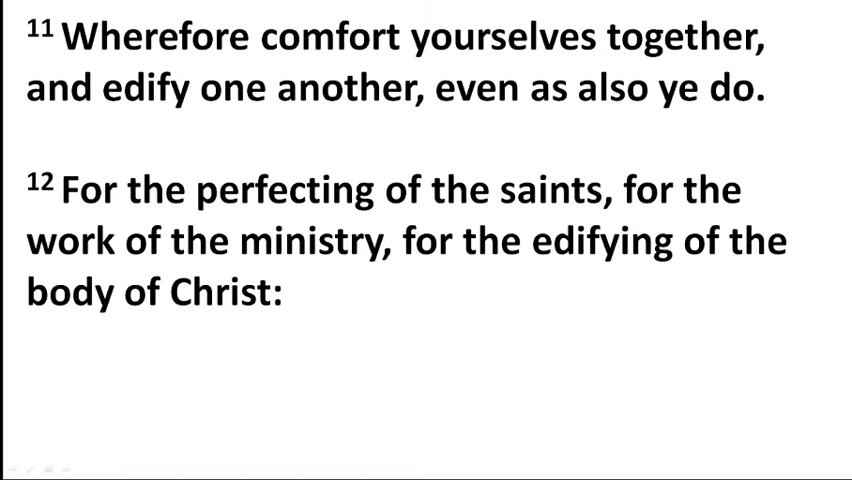 11 Wherefore comfort yourselves together,
and edify one another, even as also ye do.
12 For the perfecting of the saints, for the
work of the ministry, for the edifying of the
body of Christ: